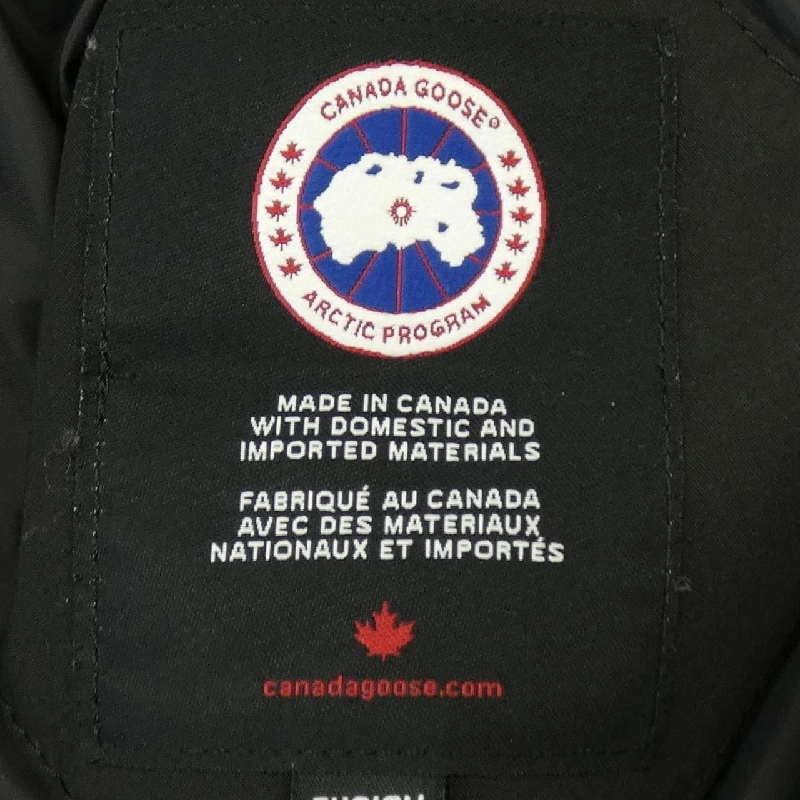 CANADA GOOSE®
ARCTIC PROGRAM
MADE IN CANADA
WITH DOMESTIC AND
IMPORTED MATERIALS
FABRIQUÉ AU CANADA
AVEC DES MATERIAUX
NATIONAUX ET IMPORTÉS
canadagoose.com